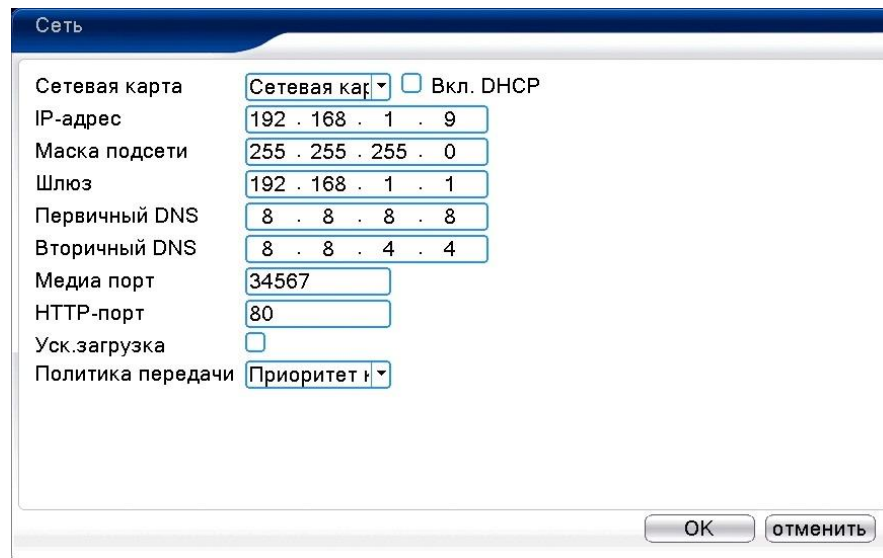 Сеть
Сетевая карта Сетевая кар Вкл. DHCP
IP-адрес 192 . 168 . 1 . 9
Маска подсети 255 . 255 . 255 . 0
Шлюз 192 . 168 . 1 . 1
Первичный DNS 8 . 8 . 8 . 8
Вторичный DNS 8 . 8 . 4 . 4
Медиа порт 34567
HTTP-порт 80
Уск.загрузка
Политика передачи Приоритет
OK отменить